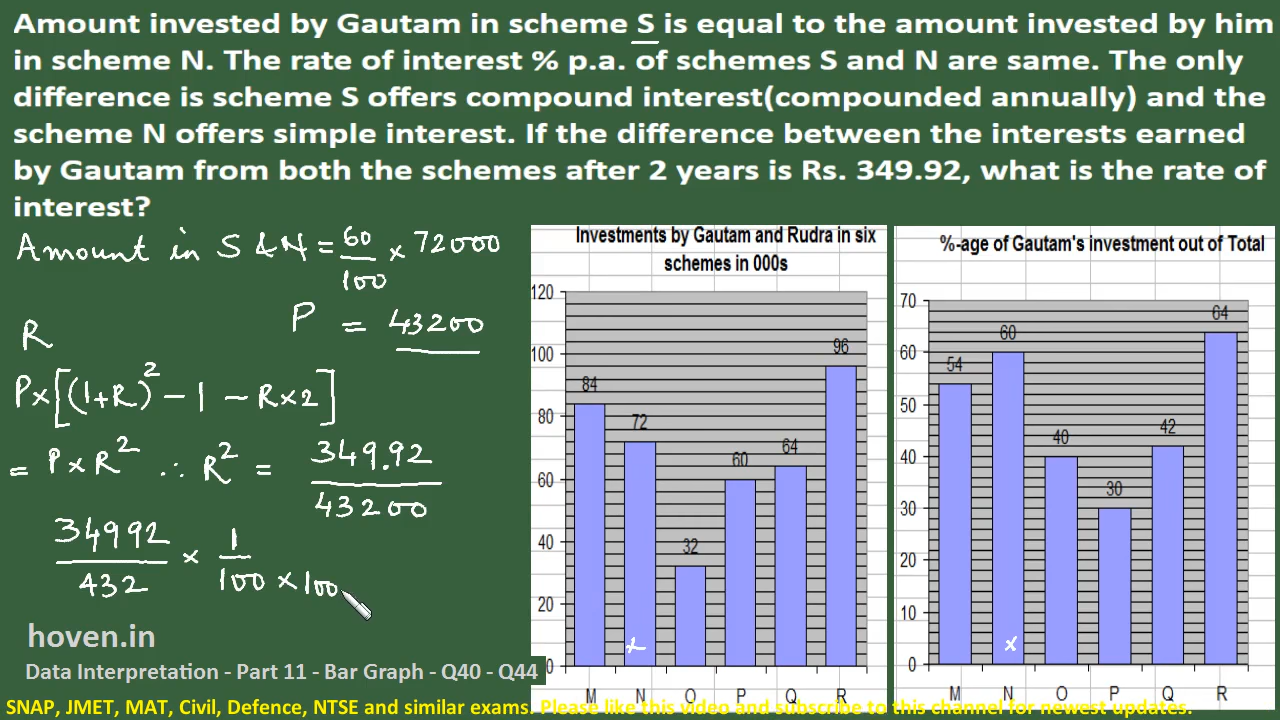 Amount invested by Gautam in scheme S is equal to the amount invested by him
in scheme N. The rate of interest % p.a. of schemes S and N are same. The only
difference is scheme S offers compound interest(compounded annually) and the
scheme N offers simple interest. If the difference between the interests earned
by Gautam from both the schemes after 2 years is Rs. 349.92, what is the rate of
interest?
Amount in S & N = 60/100 × 72000
P = 43200
R
P×[(1+R)² - 1 - R×2]
= P×R² ∴ R² = 349.92/43200
34992/432 × 1/100 × 100
hoven.in
Data Interpretation - Part 11 - Bar Graph - Q40 - Q44
Investments by Gautam and Rudra in six
schemes in 000s
120
100
80
60
40
20
0
84
72
32
60
64
96
x
M N O P Q R
%-age of Gautam's investment out of Total
70
60
50
40
30
20
10
0
54
60
40
30
42
64
x
M N O P Q R
SNAP, JMET, MAT, Civil, Defence, NTSE and similar exams. Please like this video and subscribe to this channel for newest updates.